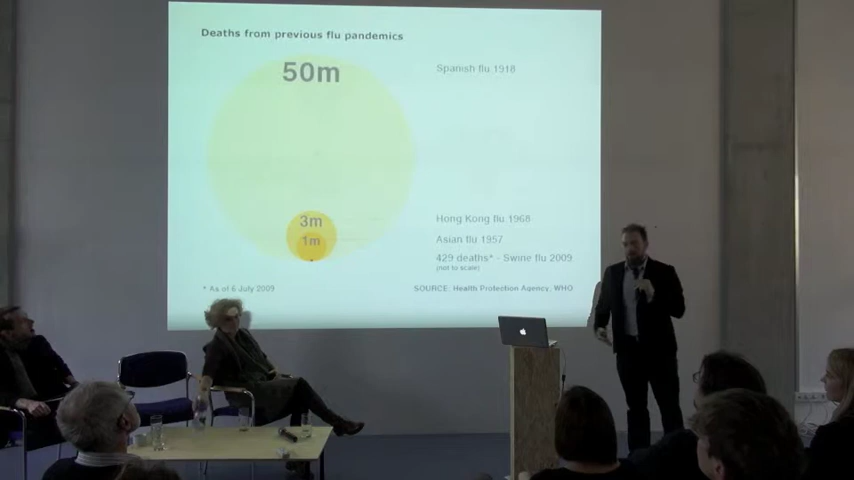 Deaths from previous flu pandemics
50m
Spanish flu 1918
3m
Hong Kong flu 1968
1m
Asian flu 1957
429 deaths* - Swine flu 2009
(not to scale)
* As of 6 July 2009
SOURCE: Health Protection Agency, WHO